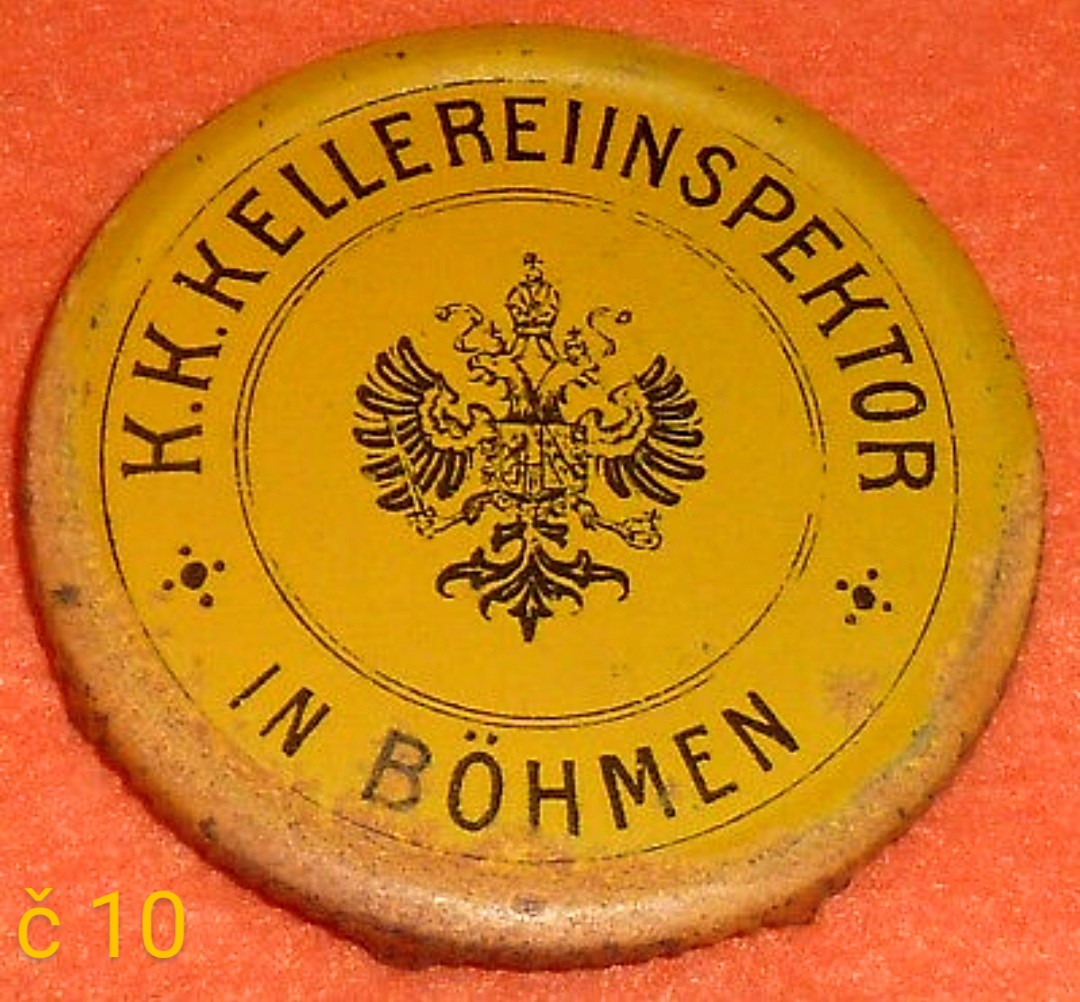 K.K.KELLEREIINSPEKTOR
IN BÖHMEN
č 10